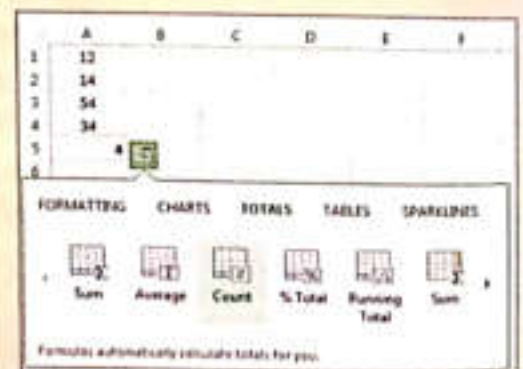 A B C D E F
1 12
2 14
3 54
4 34
5 4
6
FORMATTING CHARTS TOTALS TABLES SPARKLINES
Sum Average Count % Total Running Total Sum
Formulas automatically calculate totals for you.